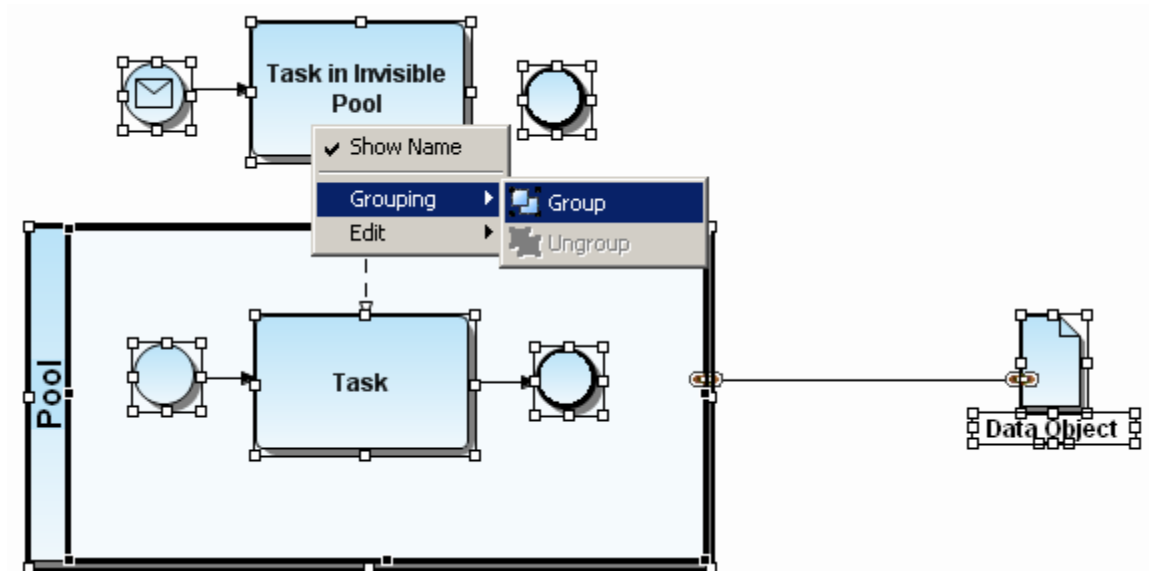 Task in Invisible
Pool
Show Name
Grouping
Group
Edit
Ungroup
Pool
Task
Data Object